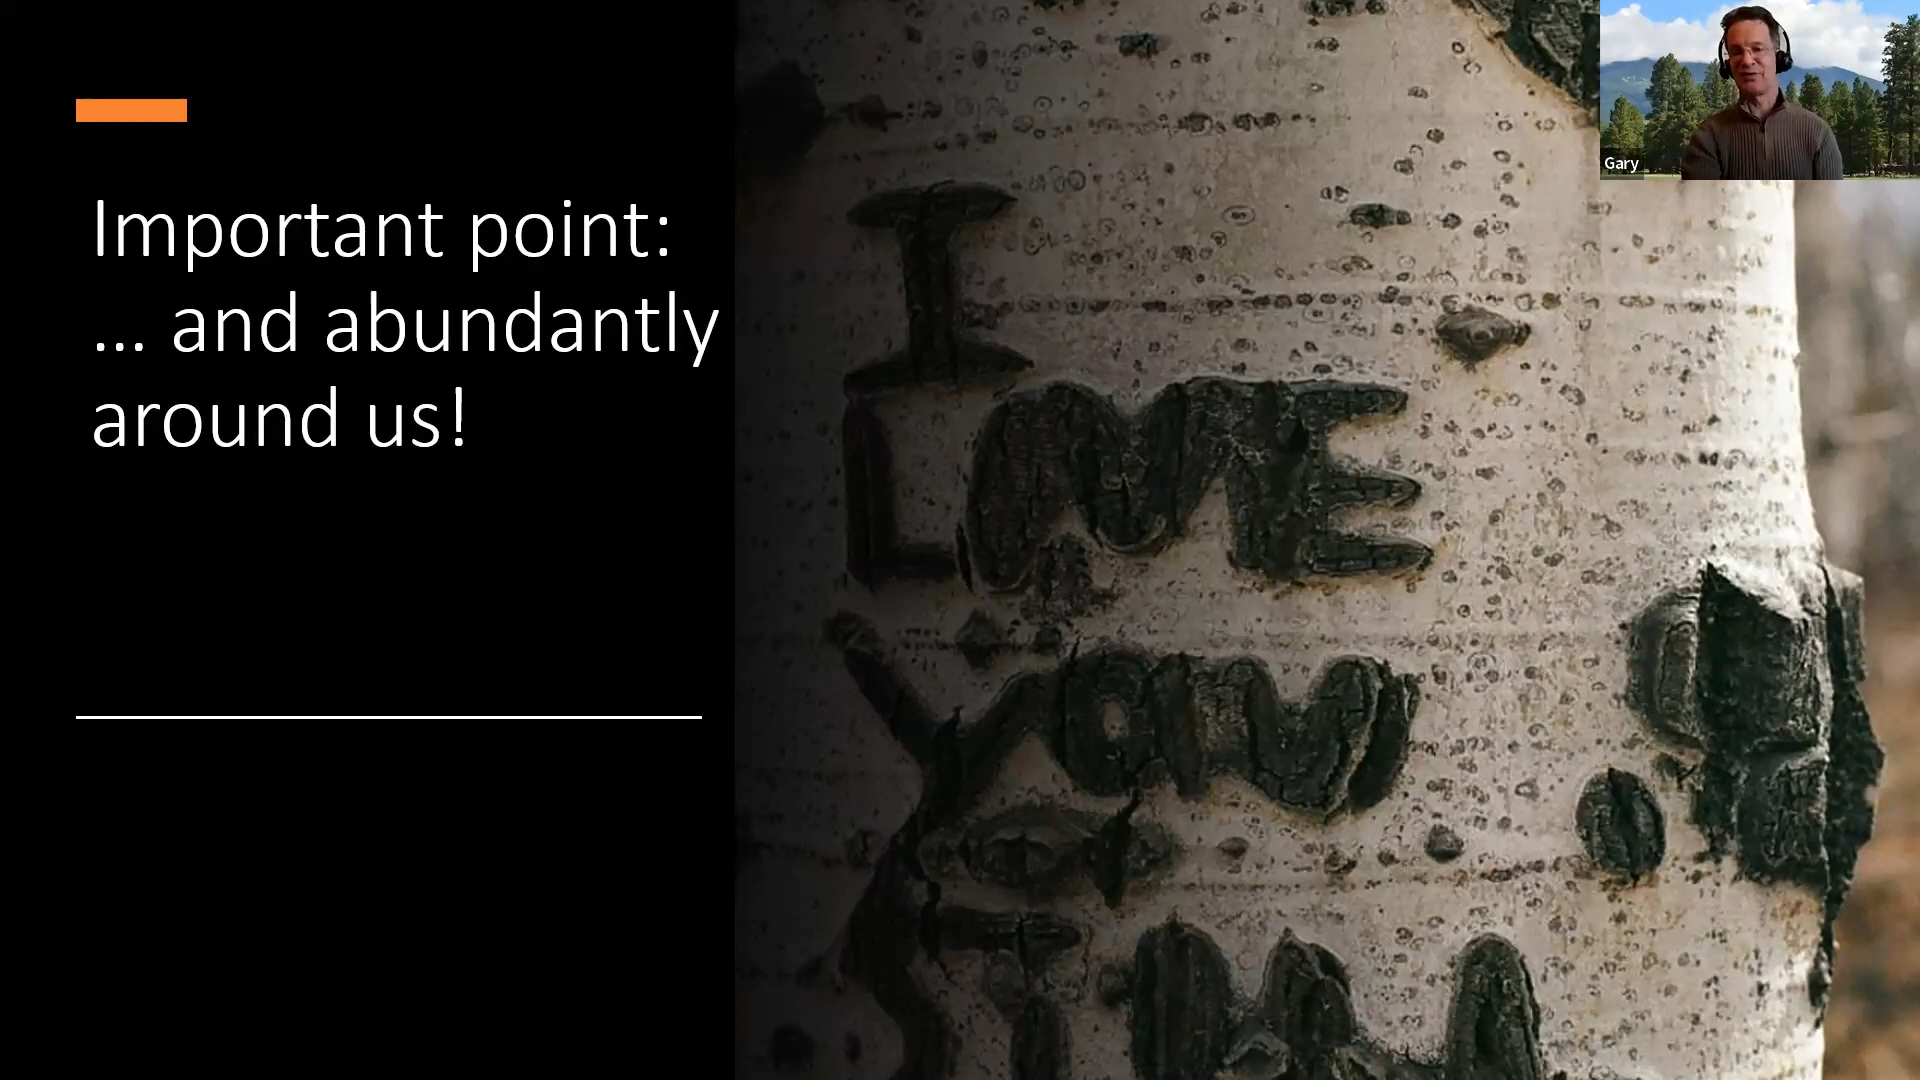 Important point:
... and abundantly
around us!
Gary
I
LOVE
YOU